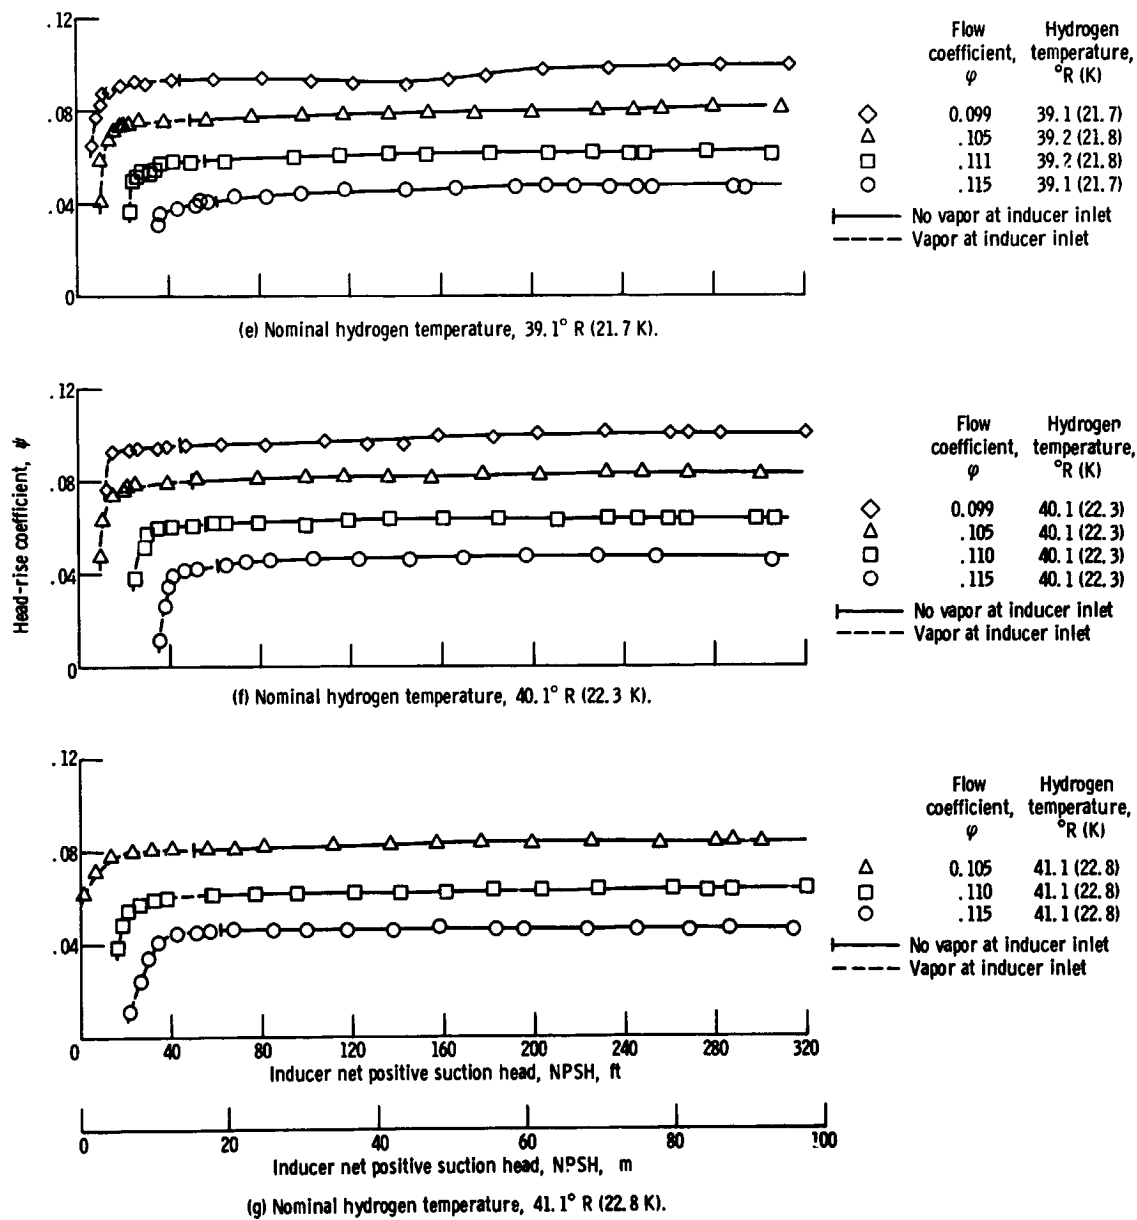 .12
.08
.04
0
Flow coefficient, φ
Hydrogen temperature, °R (K)
0.099 39.1 (21.7)
.105 39.2 (21.8)
.111 39.2 (21.8)
.115 39.1 (21.7)
No vapor at inducer inlet
Vapor at inducer inlet
(e) Nominal hydrogen temperature, 39.1° R (21.7 K).
Head-rise coefficient, ψ
.12
.08
.04
0
Flow coefficient, φ
Hydrogen temperature, °R (K)
0.099 40.1 (22.3)
.105 40.1 (22.3)
.110 40.1 (22.3)
.115 40.1 (22.3)
No vapor at inducer inlet
Vapor at inducer inlet
(f) Nominal hydrogen temperature, 40.1° R (22.3 K).
.12
.08
.04
Flow coefficient, φ
Hydrogen temperature, °R (K)
0.105 41.1 (22.8)
.110 41.1 (22.8)
.115 41.1 (22.8)
No vapor at inducer inlet
Vapor at inducer inlet
0 40 80 120 160 200 240 280 320
Inducer net positive suction head, NPSH, ft
0 20 40 60 80 100
Inducer net positive suction head, NPSH, m
(g) Nominal hydrogen temperature, 41.1° R (22.8 K).